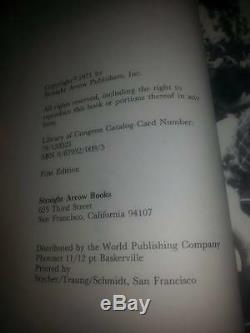 Copyright © 1971 by
Straight Arrow Publishers, Inc.
All rights reserved, including the right to
reproduce this book or portions thereof in any
form.
Library of Congress Catalog Card Number:
First Edition
Straight Arrow Books
625 Third Street
San Francisco, California 94107
Distributed by the World Publishing Company
Photoset 11/12 pt Baskerville
Printed by
Stecher/Traung/Schmidt, San Francisco